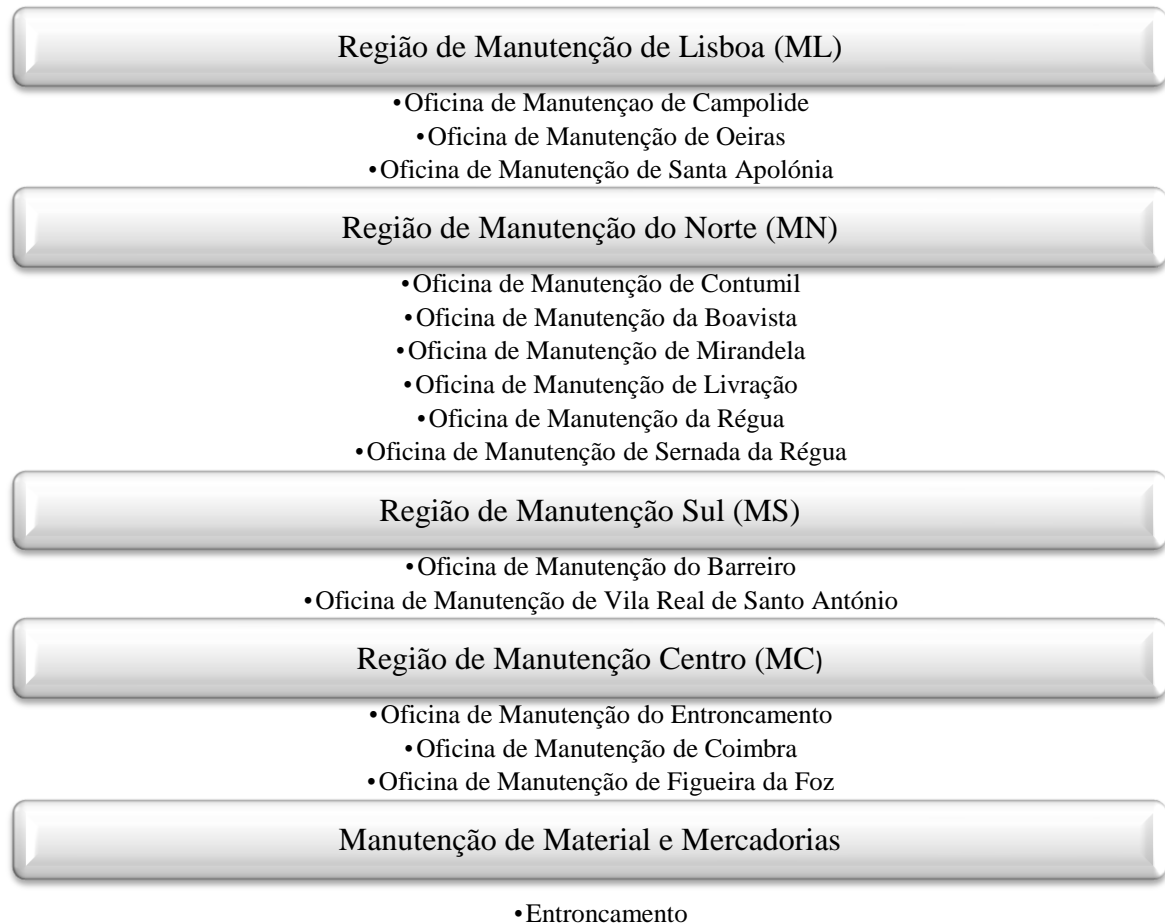 Região de Manutenção de Lisboa (ML)
•Oficina de Manutençao de Campolide
•Oficina de Manutenção de Oeiras
•Oficina de Manutenção de Santa Apolónia
Região de Manutenção do Norte (MN)
•Oficina de Manutenção de Contumil
•Oficina de Manutenção da Boavista
•Oficina de Manutenção de Mirandela
•Oficina de Manutenção de Livração
•Oficina de Manutenção da Régua
•Oficina de Manutenção de Sernada da Régua
Região de Manutenção Sul (MS)
•Oficina de Manutenção do Barreiro
•Oficina de Manutenção de Vila Real de Santo António
Região de Manutenção Centro (MC)
•Oficina de Manutenção do Entroncamento
•Oficina de Manutenção de Coimbra
•Oficina de Manutenção de Figueira da Foz
Manutenção de Material e Mercadorias
•Entroncamento